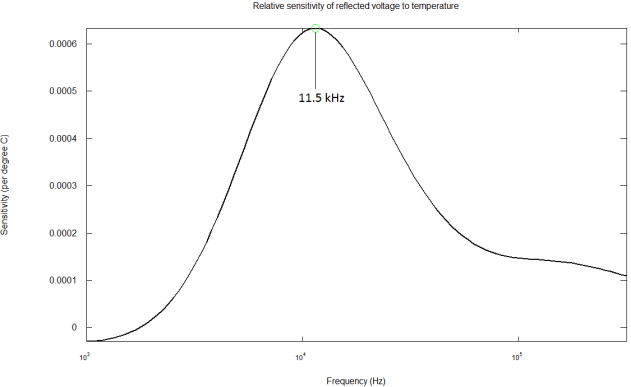 Relative sensitivity of reflected voltage to temperature
0.0006
0.0005
0.0004
0.0003
0.0002
0.0001
0
Sensitivity (per degree C)
11.5 kHz
10³ 10⁴ 10⁵
Frequency (Hz)